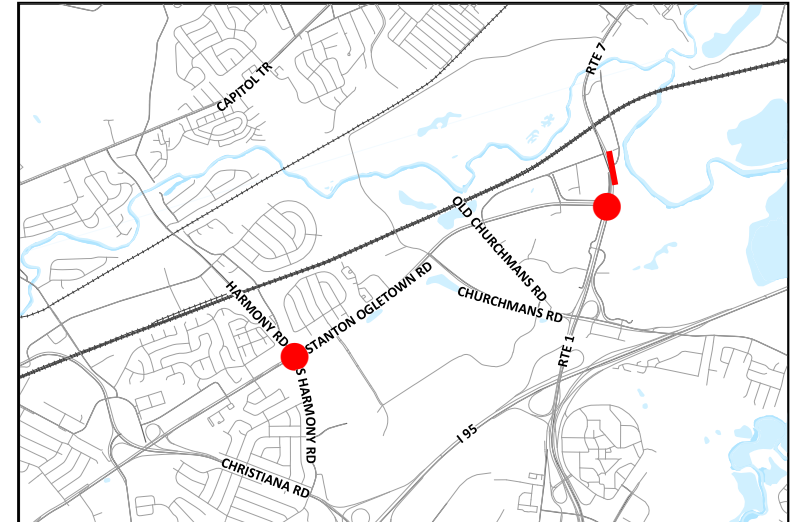 RTE 7
CAPITOL TR
OLD CHURCHMANS RD
STANTON OGLETOWN RD
HARMONY RD
CHURCHMANS RD
RTE 1
S HARMONY RD
I 95
CHRISTIANA RD